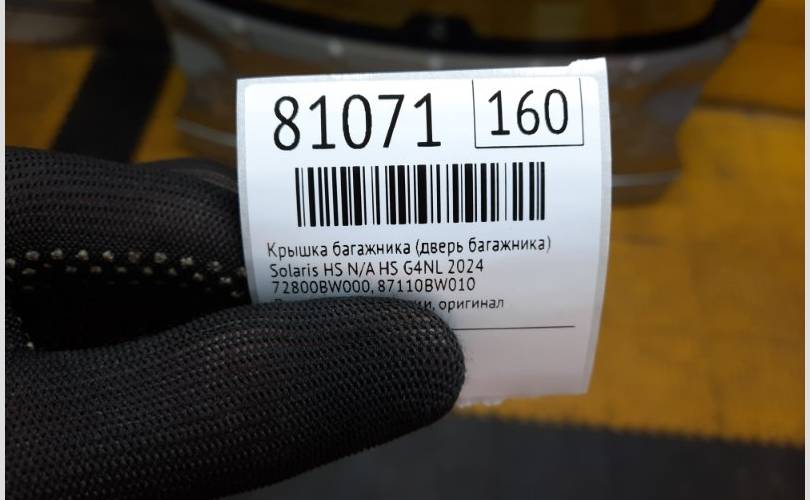 81071 160
Крышка багажника (дверь багажника)
Solaris HS N/A HS G4NL 2024
72800BW000, 87110BW010
оригинал